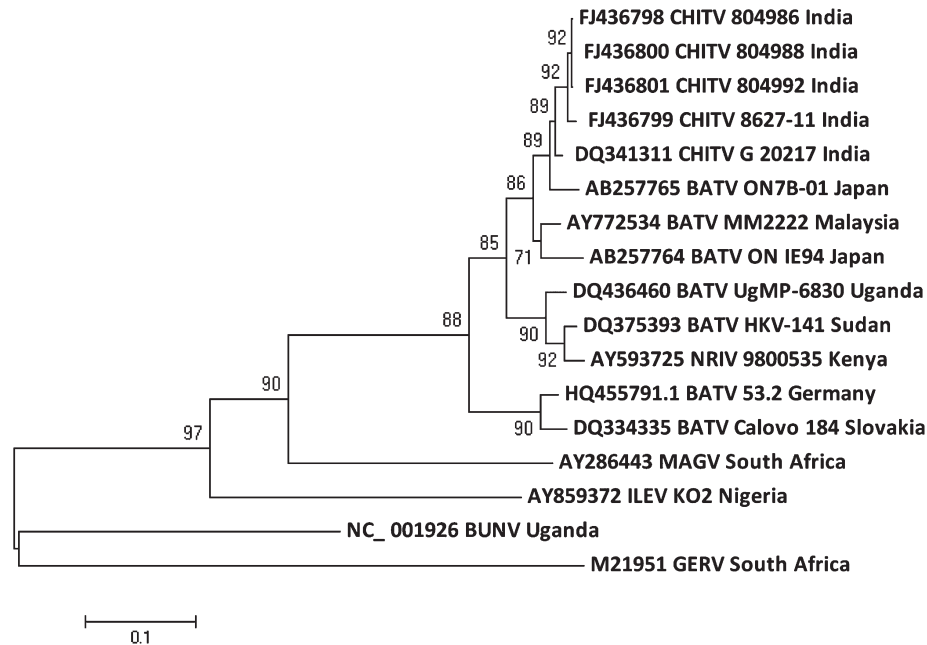 FJ436798 CHITV 804986 India
92
FJ436800 CHITV 804988 India
92
FJ436801 CHITV 804992 India
89
FJ436799 CHITV 8627-11 India
89
DQ341311 CHITV G 20217 India
86
AB257765 BATV ON7B-01 Japan
AY772534 BATV MM2222 Malaysia
85
71
AB257764 BATV ON IE94 Japan
DQ436460 BATV UgMP-6830 Uganda
88
90
DQ375393 BATV HKV-141 Sudan
92
AY593725 NRIV 9800535 Kenya
90
HQ455791.1 BATV 53.2 Germany
90
DQ334335 BATV Calovo 184 Slovakia
97
AY286443 MAGV South Africa
AY859372 ILEV KO2 Nigeria
NC_ 001926 BUNV Uganda
M21951 GERV South Africa
0.1